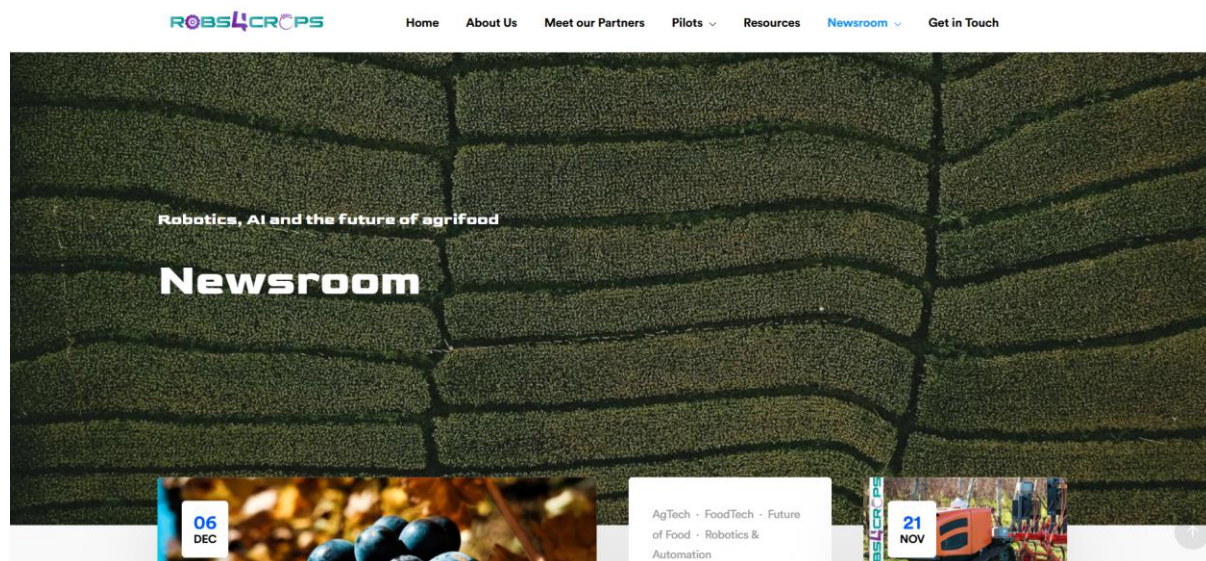 ROBS4CROPS
Home About Us Meet our Partners Pilots Resources Newsroom Get in Touch
Robotics, AI and the future of agrifood
Newsroom
06
DEC
AgTech · FoodTech · Future
of Food · Robotics &
Automation
21
NOV
BS4CROPS